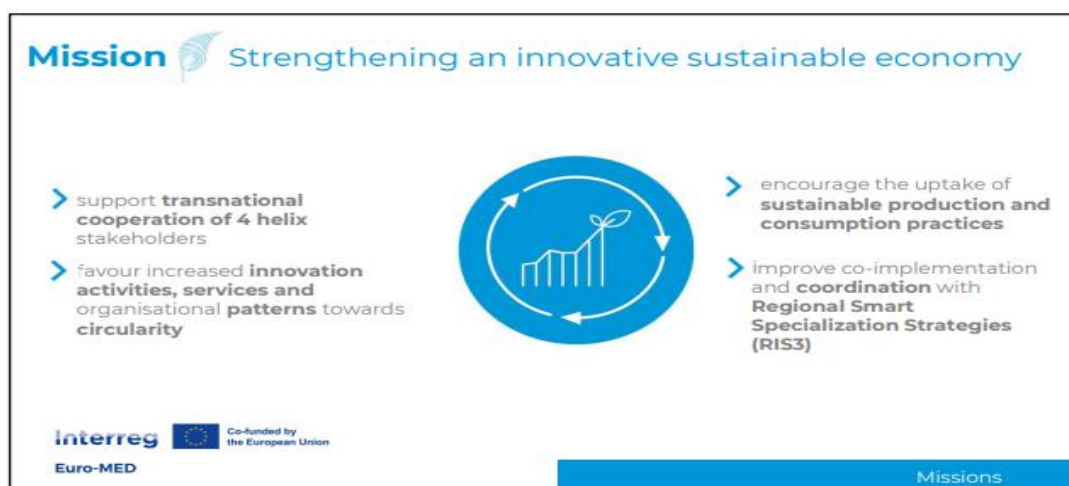 Mission Strengthening an innovative sustainable economy
support transnational
cooperation of 4 helix
stakeholders
favour increased innovation
activities, services and
organisational patterns towards
circularity
encourage the uptake of
sustainable production and
consumption practices
Improve co-implementation
and coordination with
Regional Smart
Specialization Strategies
(RIS3)
Interreg
Co-funded by
the European Union
Euro-MED
Missions